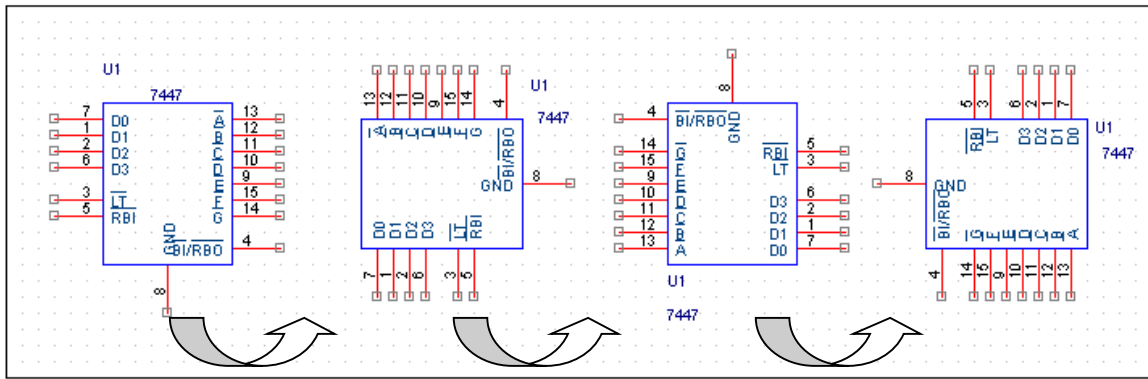 U1
7447
7 D0 A 13
1 D1 B 12
2 D2 C 11
6 D3 D 10
E 9
3 LT F 15
5 RBI G 14
GND
BI/RBO 4
8
13 12 11 10 9 15 14 4
A B C D E F G BI/RBO
U1
7447
GND 8
D0 D1 D2 D3 LT RBI
7 1 2 6 3 5
8
GND
4 BI/RBO
14 G RBI 5
15 F LT 3
9 E
10 D D3 6
11 C D2 2
12 B D1 1
13 A D0 7
U1
7447
5 3 6 2 1 7
RBI LT D3 D2 D1 D0
U1
7447
8 GND
BI/RBO G F E D C B A
4 14 15 9 10 11 12 13